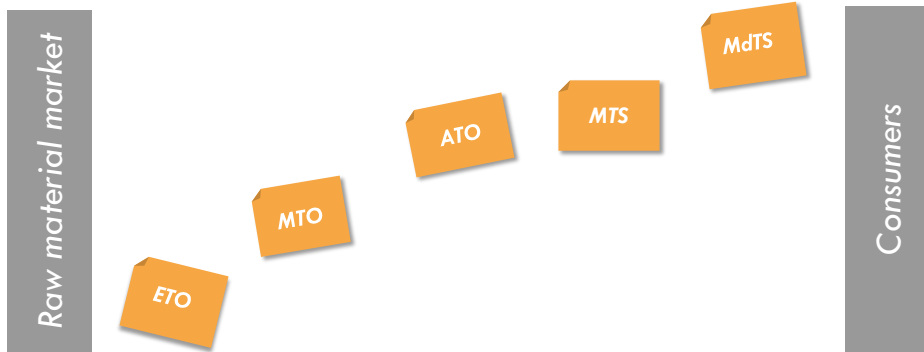 Raw material market
ETO
MTO
ATO
MTS
MdTS
Consumers